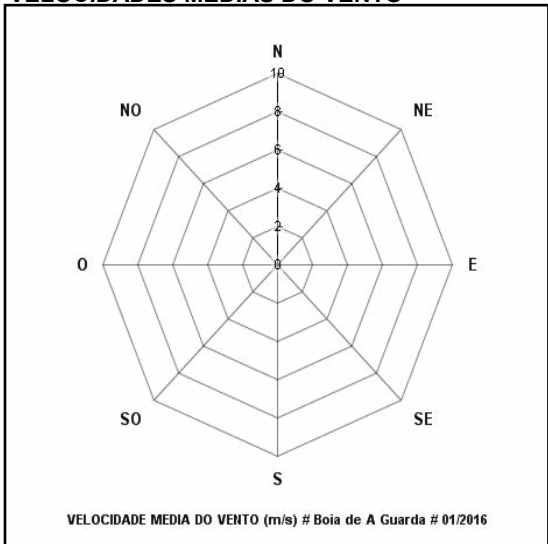 VELOCIDADES MEDIAS DO VENTO
N
10
NO
NE
8
6
4
2
O
0
E
SO
SE
S
VELOCIDADE MEDIA DO VENTO (m/s) # Boia de A Guarda # 01/2016